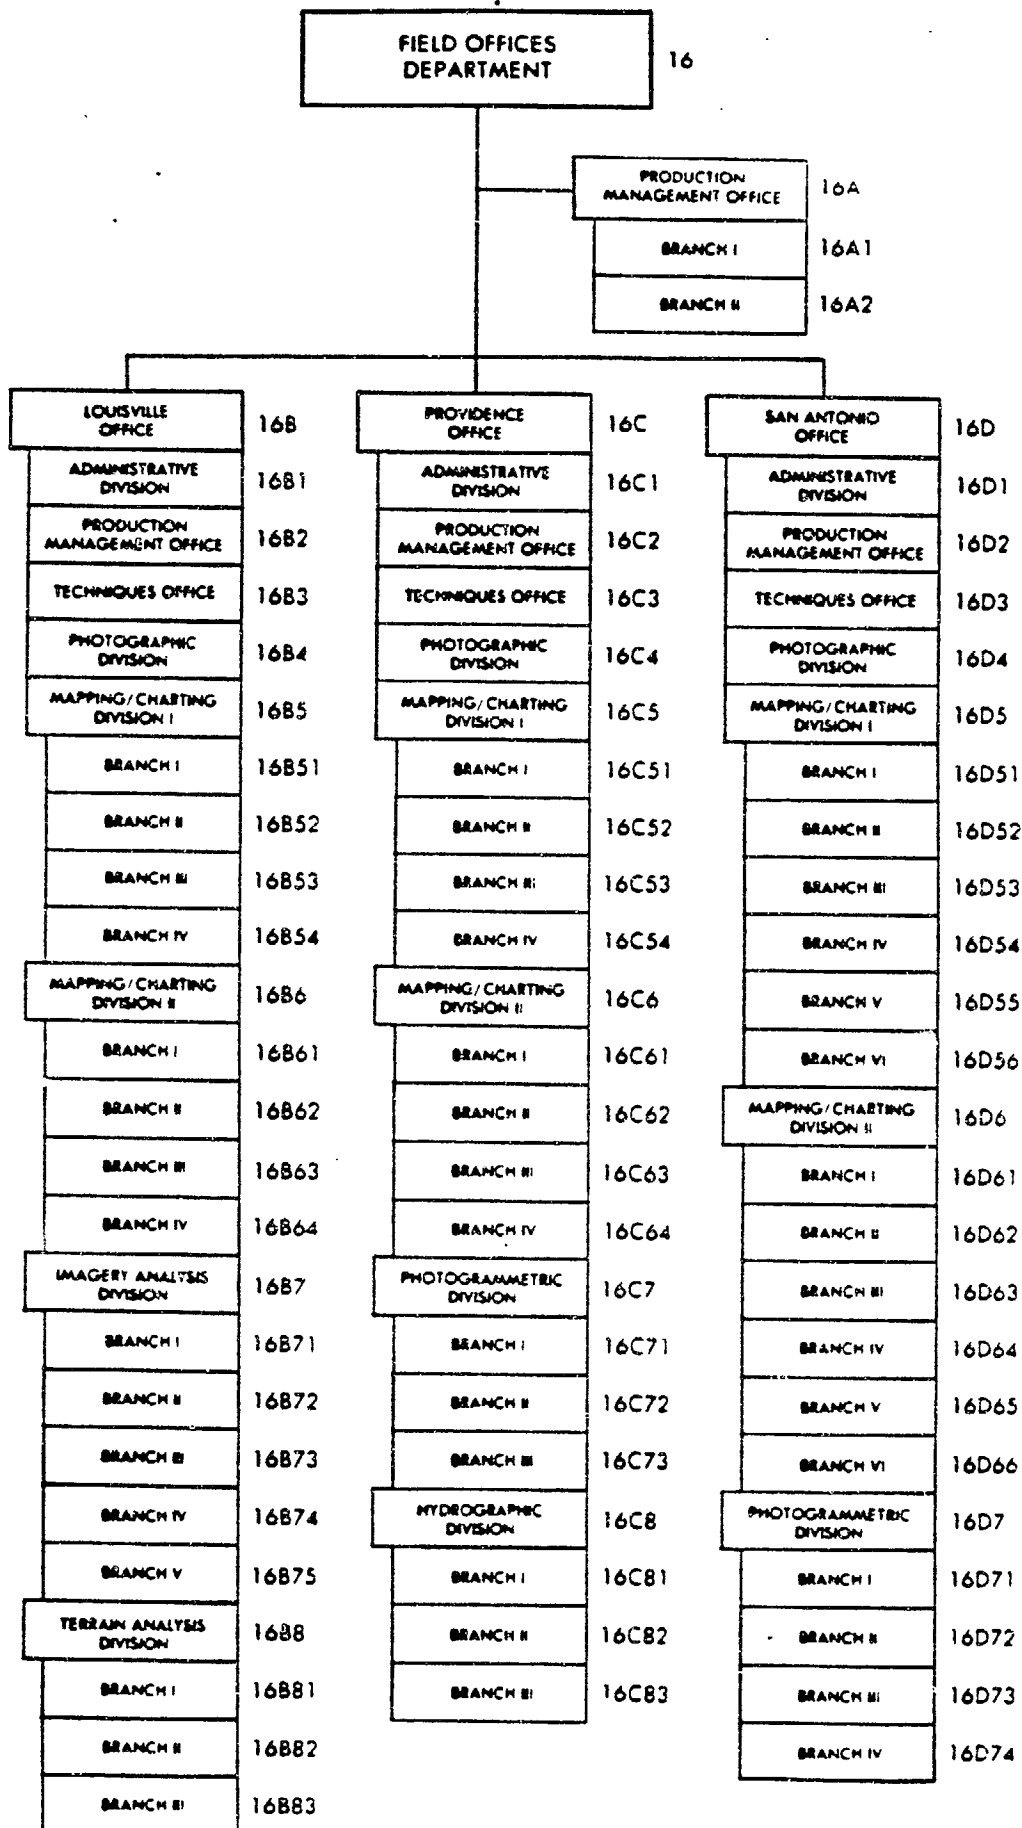 FIELD OFFICES
DEPARTMENT
16
PRODUCTION
MANAGEMENT OFFICE
16A
BRANCH I
16A1
BRANCH II
16A2
LOUISVILLE
OFFICE
16B
ADMINISTRATIVE
DIVISION
16B1
PRODUCTION
MANAGEMENT OFFICE
16B2
TECHNIQUES OFFICE
16B3
PHOTOGRAPHIC
DIVISION
16B4
MAPPING/CHARTING
DIVISION I
16B5
BRANCH I
16B51
BRANCH II
16B52
BRANCH III
16B53
BRANCH IV
16B54
MAPPING/CHARTING
DIVISION II
16B6
BRANCH I
16B61
BRANCH II
16B62
BRANCH III
16B63
BRANCH IV
16B64
IMAGERY ANALYSIS
DIVISION
16B7
BRANCH I
16B71
BRANCH II
16B72
BRANCH III
16B73
BRANCH IV
16B74
BRANCH V
16B75
TERRAIN ANALYSIS
DIVISION
16B8
BRANCH I
16B81
BRANCH II
16B82
BRANCH III
16B83
PROVIDENCE
OFFICE
16C
ADMINISTRATIVE
DIVISION
16C1
PRODUCTION
MANAGEMENT OFFICE
16C2
TECHNIQUES OFFICE
16C3
PHOTOGRAPHIC
DIVISION
16C4
MAPPING/CHARTING
DIVISION I
16C5
BRANCH I
16C51
BRANCH II
16C52
BRANCH III
16C53
BRANCH IV
16C54
MAPPING/CHARTING
DIVISION II
16C6
BRANCH I
16C61
BRANCH II
16C62
BRANCH III
16C63
BRANCH IV
16C64
PHOTOGRAMMETRIC
DIVISION
16C7
BRANCH I
16C71
BRANCH II
16C72
BRANCH III
16C73
HYDROGRAPHIC
DIVISION
16C8
BRANCH I
16C81
BRANCH II
16C82
BRANCH III
16C83
SAN ANTONIO
OFFICE
16D
ADMINISTRATIVE
DIVISION
16D1
PRODUCTION
MANAGEMENT OFFICE
16D2
TECHNIQUES OFFICE
16D3
PHOTOGRAPHIC
DIVISION
16D4
MAPPING/CHARTING
DIVISION I
16D5
BRANCH I
16D51
BRANCH II
16D52
BRANCH III
16D53
BRANCH IV
16D54
BRANCH V
16D55
BRANCH VI
16D56
MAPPING/CHARTING
DIVISION II
16D6
BRANCH I
16D61
BRANCH II
16D62
BRANCH III
16D63
BRANCH IV
16D64
BRANCH V
16D65
BRANCH VI
16D66
PHOTOGRAMMETRIC
DIVISION
16D7
BRANCH I
16D71
BRANCH II
16D72
BRANCH III
16D73
BRANCH IV
16D74